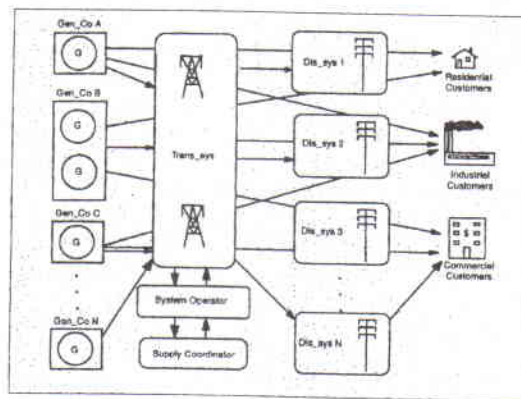 Gen_Co A
G
Gen_Co B
G
G
Gen_Co C
G
Gen_Co N
G
Trans_sys
System Operator
Supply Coordinator
Dis_sys 1
Dis_sys 2
Dis_sys 3
Dis_sys N
Residential
Customers
Industrial
Customers
$
Commercial
Customers